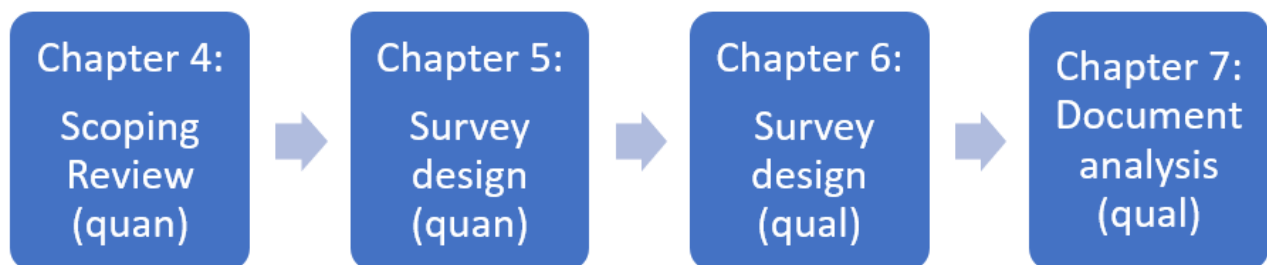 Chapter 4:
Scoping
Review
(quan)
Chapter 5:
Survey
design
(quan)
Chapter 6:
Survey
design
(qual)
Chapter 7:
Document
analysis
(qual)